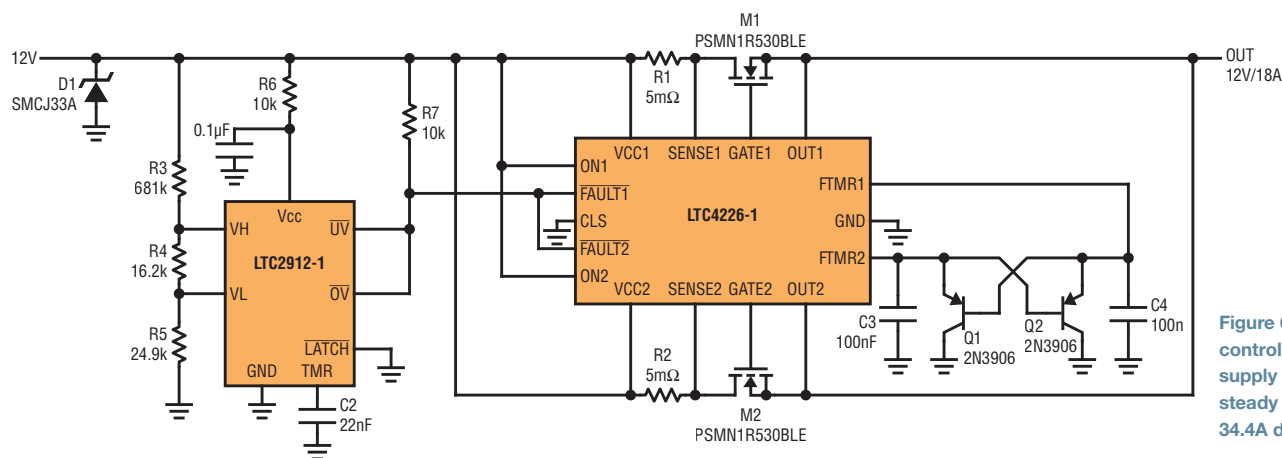 12V
D1
SMCJ33A
R6
10k
0.1µF
R3
681k
R4
16.2k
R5
24.9k
Vcc
VH
UV
LTC2912-1
VL
OV
LATCH
GND
TMR
C2
22nF
R7
10k
R1
5mΩ
M1
PSMN1R530BLE
OUT
12V/18A
VCC1
SENSE1
GATE1
OUT1
ON1
FAULT1
CLS
FAULT2
ON2
LTC4226-1
FTMR1
GND
FTMR2
VCC2
SENSE2
GATE2
OUT2
R2
5mΩ
M2
PSMN1R530BLE
C3
100nF
Q1
2N3906
Q2
2N3906
C4
100n
Figure
control
supply
steady
34.4A d